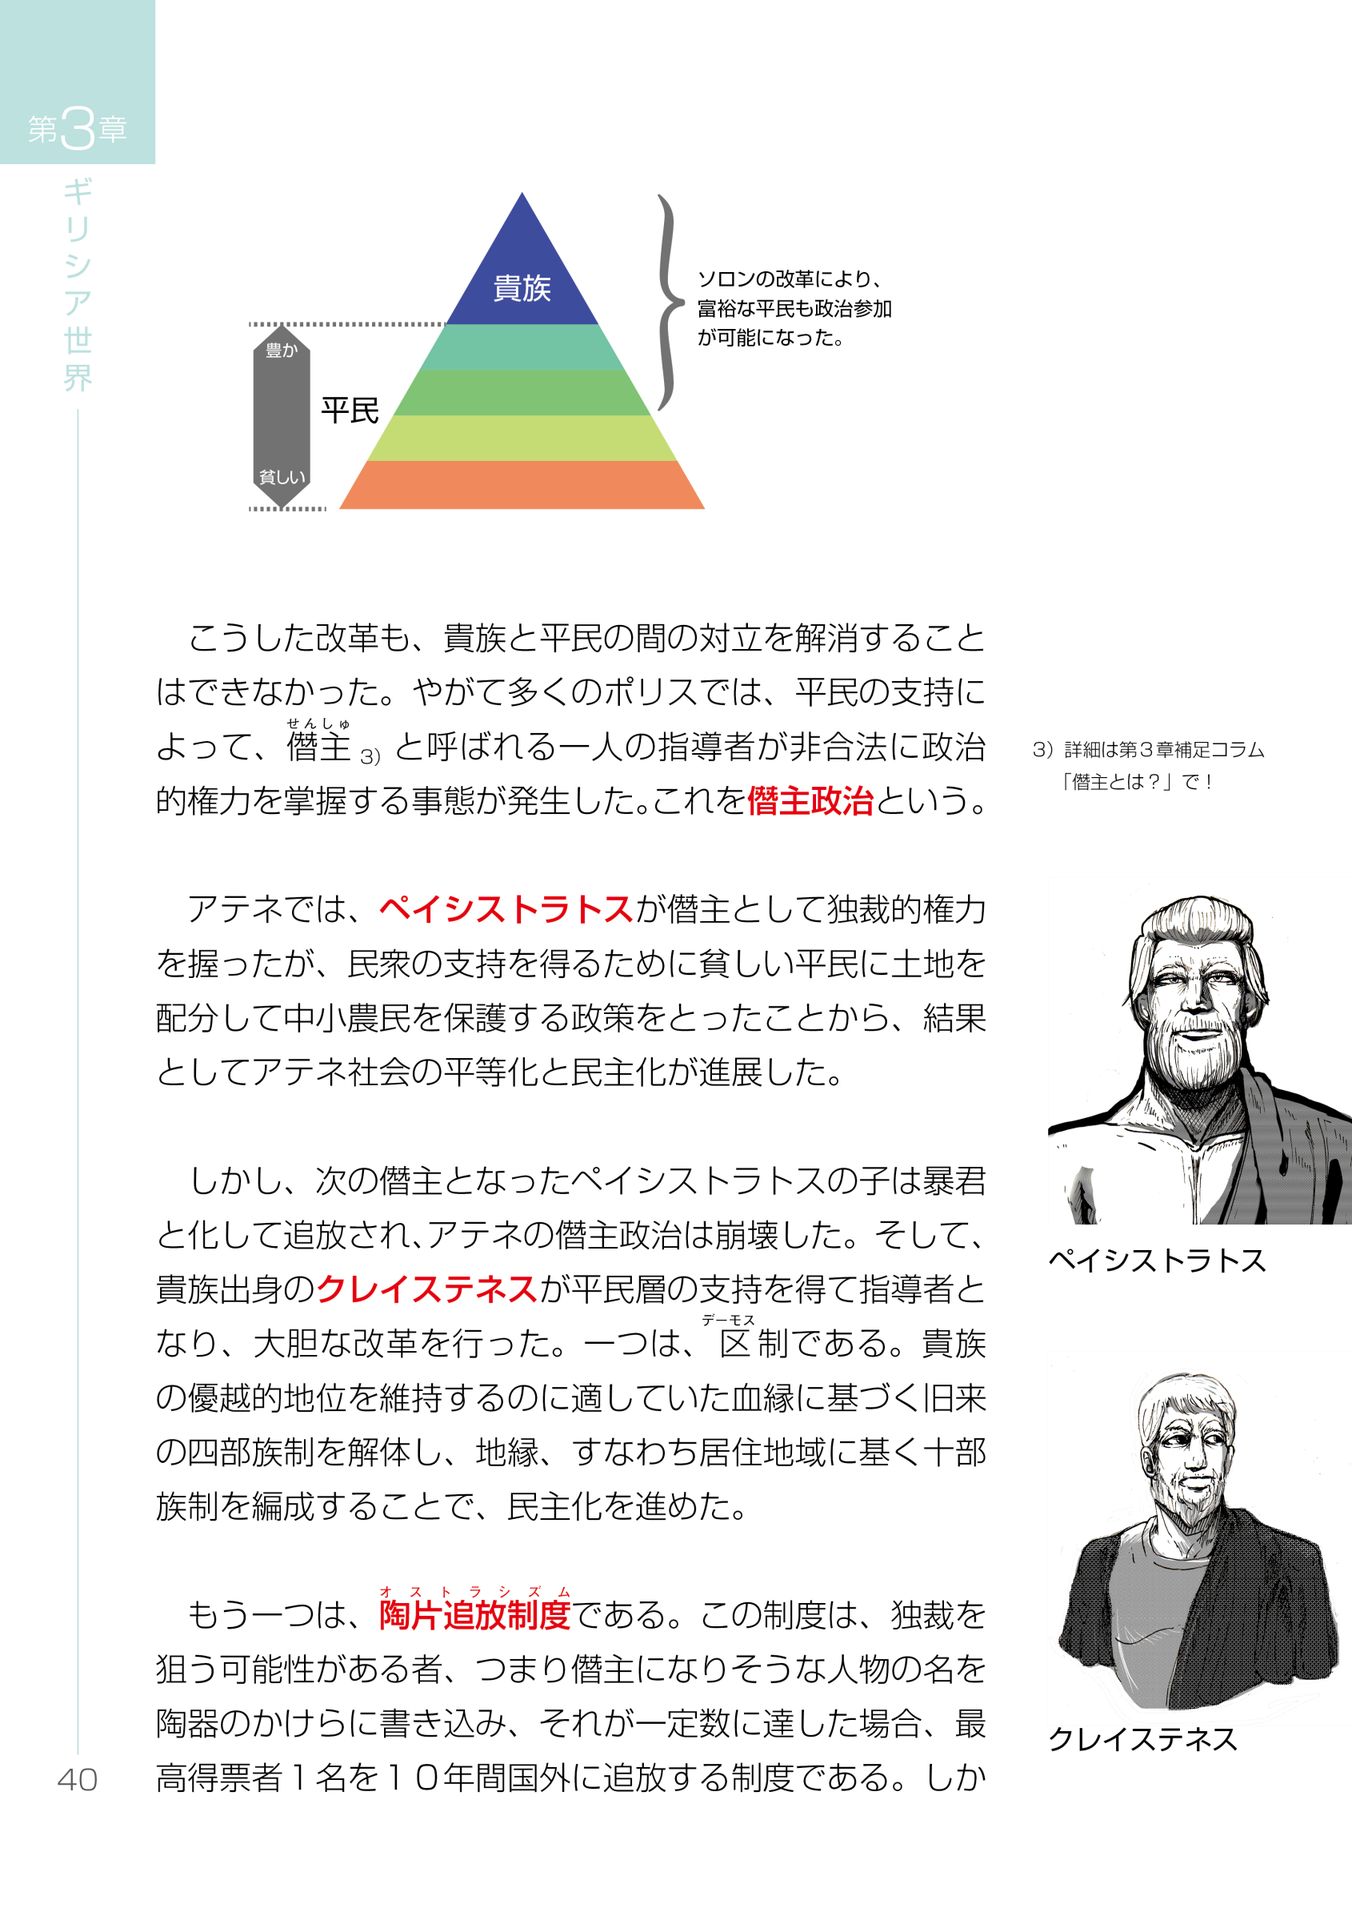 第3章
ギリシア世界
貴族
豊か
平民
貧しい
ソロンの改革により、
富裕な平民も政治参加
が可能になった。
こうした改革も、貴族と平民の間の対立を解消すること
はできなかった。やがて多くのポリスでは、平民の支持に
せんしゅ
よって、僭主3)と呼ばれる一人の指導者が非合法に政治
的権力を掌握する事態が発生した。これを僭主政治という。
3）詳細は第３章補足コラム
「僭主とは？」で！
アテネでは、ペイシストラトスが僭主として独裁的権力
を握ったが、民衆の支持を得るために貧しい平民に土地を
配分して中小農民を保護する政策をとったことから、結果
としてアテネ社会の平等化と民主化が進展した。
しかし、次の僭主となったペイシストラトスの子は暴君
と化して追放され、アテネの僭主政治は崩壊した。そして、
貴族出身のクレイステネスが平民層の支持を得て指導者と
デーモス
なり、大胆な改革を行った。一つは、区制である。貴族
の優越的地位を維持するのに適していた血縁に基づく旧来
の四部族制を解体し、地縁、すなわち居住地域に基く十部
族制を編成することで、民主化を進めた。
オストラシズム
もう一つは、陶片追放制度である。この制度は、独裁を
狙う可能性がある者、つまり僭主になりそうな人物の名を
陶器のかけらに書き込み、それが一定数に達した場合、最
高得票者１名を１０年間国外に追放する制度である。しか
ペイシストラトス
クレイステネス
40